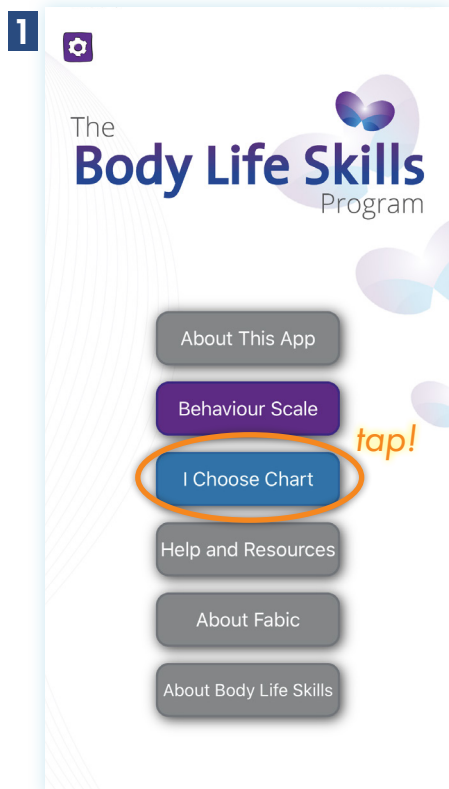 1
The
Body Life Skills
Program
About This App
Behaviour Scale
tap!
I Choose Chart
Help and Resources
About Fabic
About Body Life Skills